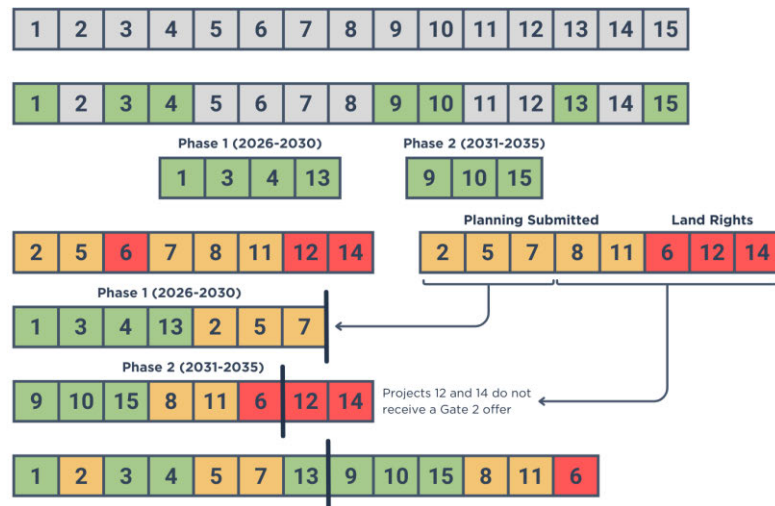 1 2 3 4 5 6 7 8 9 10 11 12 13 14 15
1 2 3 4 5 6 7 8 9 10 11 12 13 14 15
Phase 1 (2026-2030)
Phase 2 (2031-2035)
1 3 4 13
9 10 15
Planning Submitted
Land Rights
2 5 6 7 8 11 12 14
2 5 7 8 11 6 12 14
Phase 1 (2026-2030)
1 3 4 13 2 5 7
Phase 2 (2031-2035)
9 10 15 8 11 6 12 14
Projects 12 and 14 do not
receive a Gate 2 offer
1 2 3 4 5 7 13 9 10 15 8 11 6